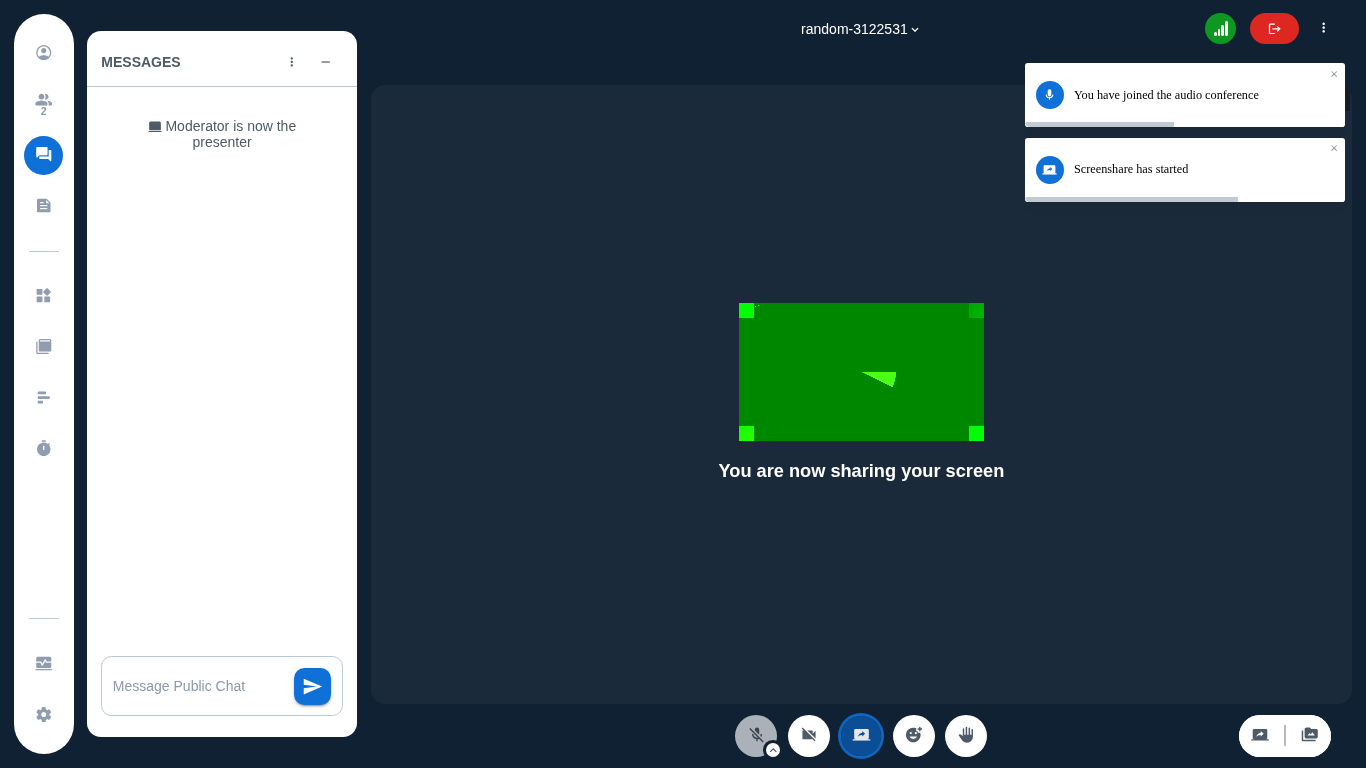 random-3122531
MESSAGES
2
Moderator is now the
presenter
You have joined the audio conference
Screenshare has started
You are now sharing your screen
Message Public Chat